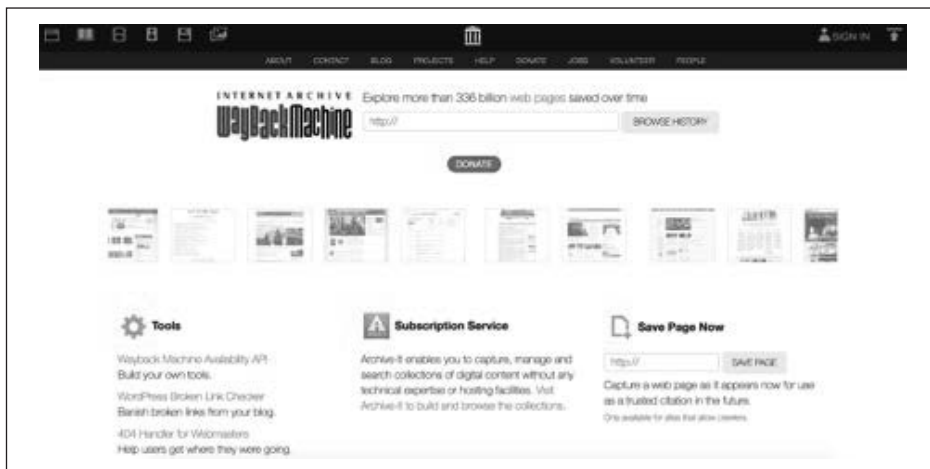 SIGN IN
ABOUT CONTACT BLOG PROJECTS HELP DONATE JOBS VOLUNTEER PEOPLE
INTERNET ARCHIVE
WayBackMachine
Explore more than 336 billion web pages saved over time
http://
BROWSE HISTORY
DONATE
Tools
Wayback Machine Availability API
Build your own tools.
WordPress Broken Link Checker
Banish broken links from your blog.
404 Handler for Webmasters
Help users get where they were going.
Subscription Service
Archive-It enables you to capture, manage and
search collections of digital content without any
technical expertise or hosting facilities. Visit
Archive-It to build and browse the collections.
Save Page Now
http://
SAVE PAGE
Capture a web page as it appears now for use
as a trusted citation in the future.
Only available for sites that allow crawlers.